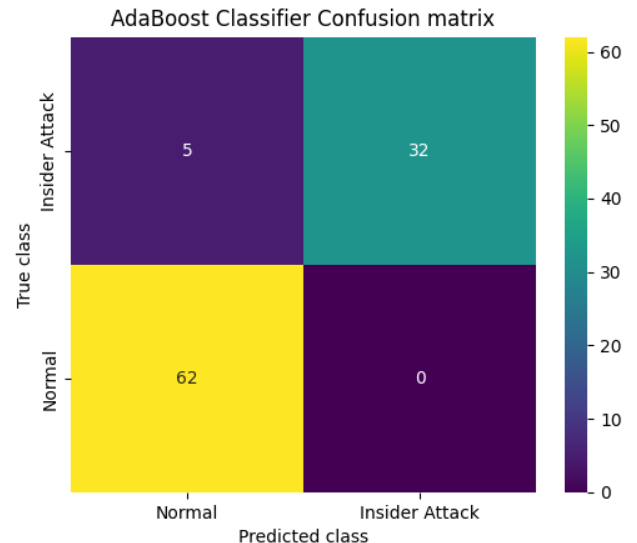 AdaBoost Classifier Confusion matrix
True class
Insider Attack
Normal
5
32
62
0
Normal
Insider Attack
Predicted class
60
50
40
30
20
10
0